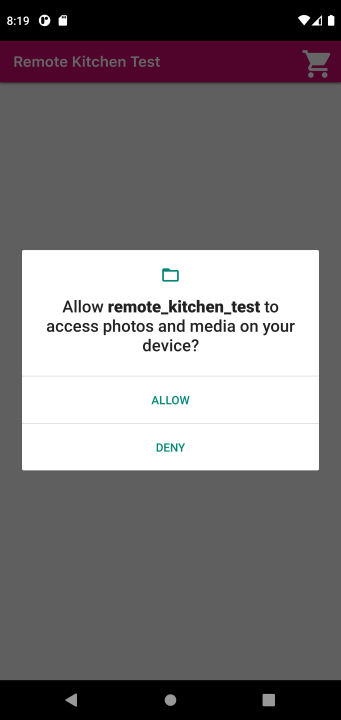 8:19
Remote Kitchen Test
Allow remote_kitchen_test to
access photos and media on your
device?
ALLOW
DENY